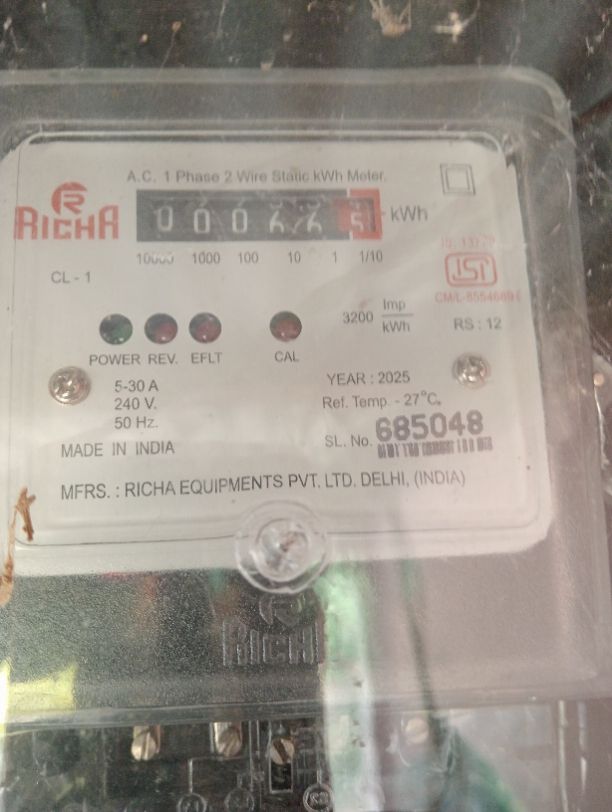 A.C. 1 Phase 2 Wire Static kWh Meter.
RICHA
kWh
10000 1000 100 10 1 1/10
CL - 1
ISI
3200 Imp/kWh
RS : 12
POWER REV. EFLT CAL
5-30 A
240 V.
50 Hz.
YEAR : 2025
Ref. Temp. - 27°C.
SL. No. 685048
MADE IN INDIA
MFRS. : RICHA EQUIPMENTS PVT. LTD. DELHI, (INDIA)
RICHA